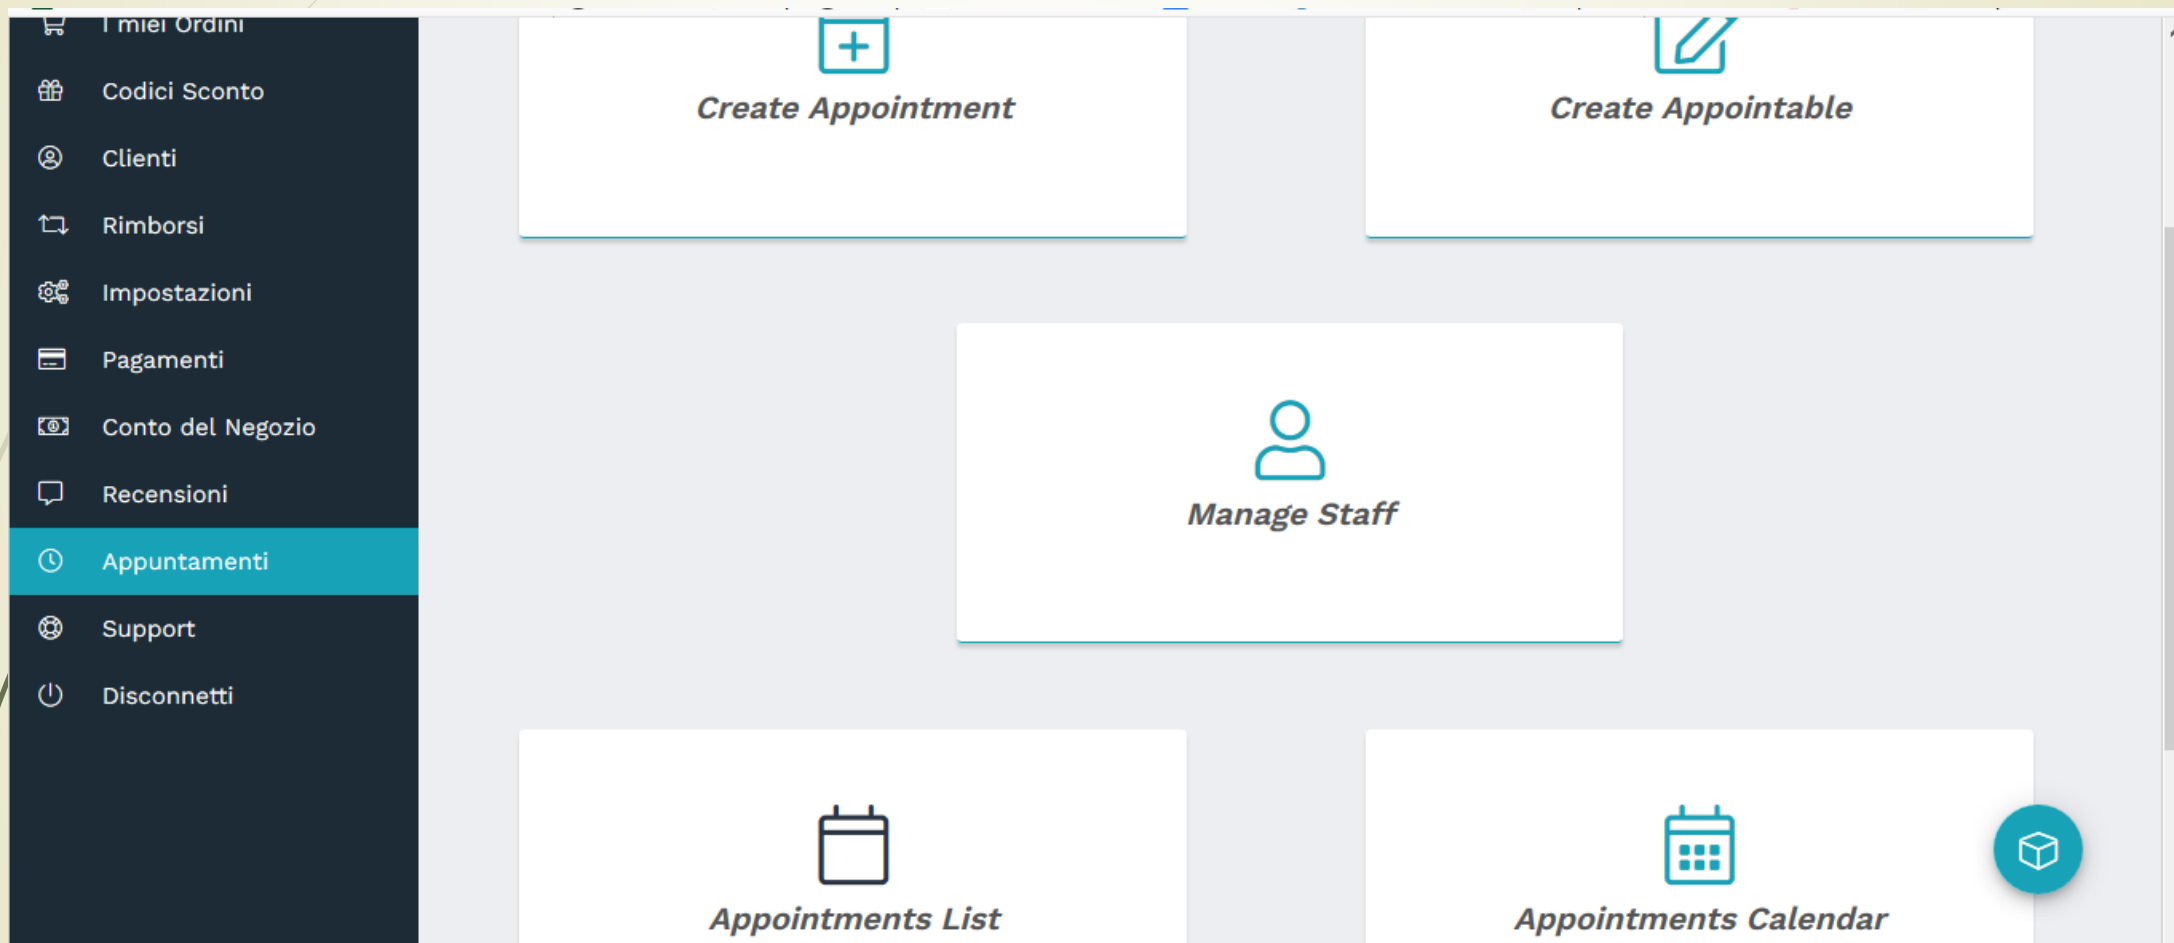 I miei Ordini
Codici Sconto
Clienti
Rimborsi
Impostazioni
Pagamenti
Conto del Negozio
Recensioni
Appuntamenti
Support
Disconnetti
Create Appointment
Create Appointable
Manage Staff
Appointments List
Appointments Calendar